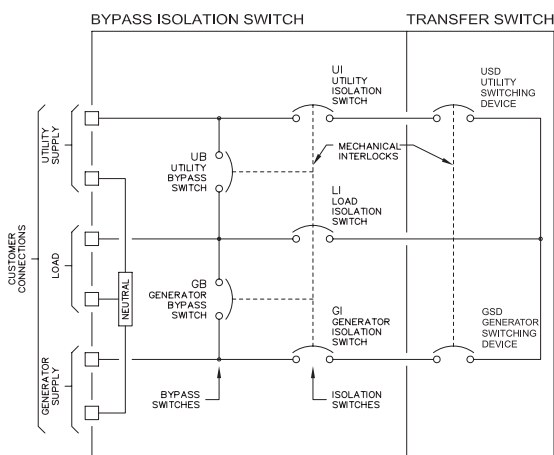 BYPASS ISOLATION SWITCH
TRANSFER SWITCH
UI
UTILITY
ISOLATION
SWITCH
USD
UTILITY
SWITCHING
DEVICE
CUSTOMER
CONNECTIONS
UTILITY
SUPPLY
UB
UTILITY
BYPASS
SWITCH
MECHANICAL
INTERLOCKS
LI
LOAD
ISOLATION
SWITCH
LOAD
NEUTRAL
GB
GENERATOR
BYPASS
SWITCH
GI
GENERATOR
ISOLATION
SWITCH
GSD
GENERATOR
SWITCHING
DEVICE
GENERATOR
SUPPLY
BYPASS
SWITCHES
ISOLATION
SWITCHES